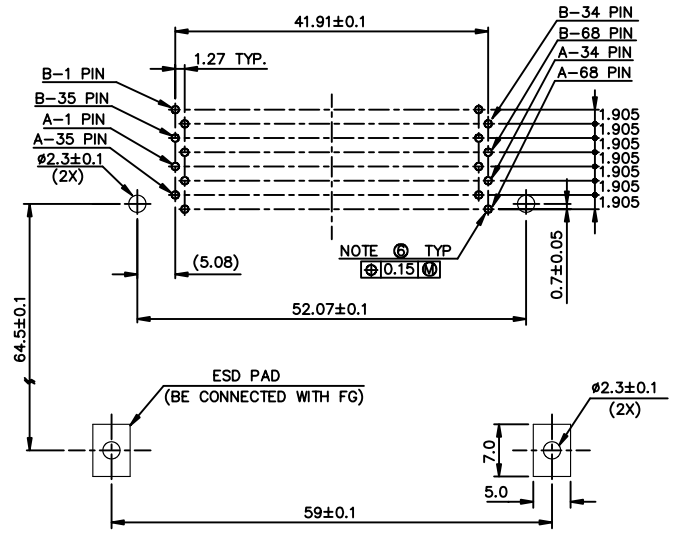 41.91±0.1
B-34 PIN
B-68 PIN
A-34 PIN
A-68 PIN
1.27 TYP.
B-1 PIN
B-35 PIN
A-1 PIN
A-35 PIN
ø2.3±0.1
(2X)
1.905
1.905
1.905
1.905
1.905
1.905
1.905
NOTE ⑥ TYP
⌖ 0.15 Ⓜ
(5.08)
0.7±0.05
52.07±0.1
64.5±0.1
ESD PAD
(BE CONNECTED WITH FG)
ø2.3±0.1
(2X)
7.0
5.0
59±0.1